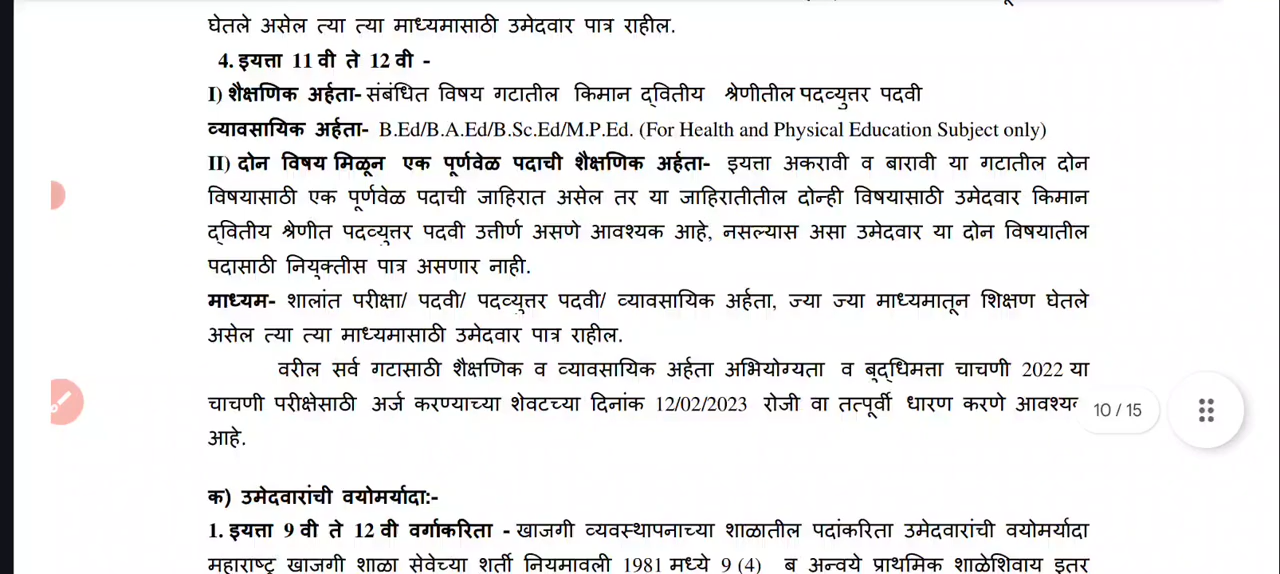 घेतले असेल त्या त्या माध्यमासाठी उमेदवार पात्र राहील.
4. इयत्ता 11 वी ते 12 वी -
I) शैक्षणिक अर्हता- संबंधित विषय गटातील किमान द्वितीय श्रेणीतील पदव्युत्तर पदवी
व्यावसायिक अर्हता- B.Ed/B.A.Ed/B.Sc.Ed/M.P.Ed. (For Health and Physical Education Subject only)
II) दोन विषय मिळून एक पूर्णवेळ पदाची शैक्षणिक अर्हता- इयत्ता अकरावी व बारावी या गटातील दोन
विषयासाठी एक पूर्णवेळ पदाची जाहिरात असेल तर या जाहिरातीतील दोन्ही विषयासाठी उमेदवार किमान
द्वितीय श्रेणीत पदव्युत्तर पदवी उत्तीर्ण असणे आवश्यक आहे, नसल्यास असा उमेदवार या दोन विषयातील
पदासाठी नियुक्तीस पात्र असणार नाही.
माध्यम- शालांत परीक्षा/ पदवी/ पदव्युत्तर पदवी/ व्यावसायिक अर्हता, ज्या ज्या माध्यमातून शिक्षण घेतले
असेल त्या त्या माध्यमासाठी उमेदवार पात्र राहील.
वरील सर्व गटासाठी शैक्षणिक व व्यावसायिक अर्हता अभियोग्यता व बुद्धिमत्ता चाचणी 2022 या
चाचणी परीक्षेसाठी अर्ज करण्याच्या शेवटच्या दिनांक 12/02/2023 रोजी वा तत्पूर्वी धारण करणे
आहे.
10 / 15
क) उमेदवारांची वयोमर्यादा:-
1. इयत्ता 9 वी ते 12 वी वर्गाकरिता - खाजगी व्यवस्थापनाच्या शाळातील पदांकरिता उमेदवारांची वयोमर्यादा
महाराष्ट्र खाजगी शाळा सेवेच्या शर्ती नियमावली 1981 मध्ये 9 (4) ब अन्वये प्राथमिक शाळेशिवाय इतर